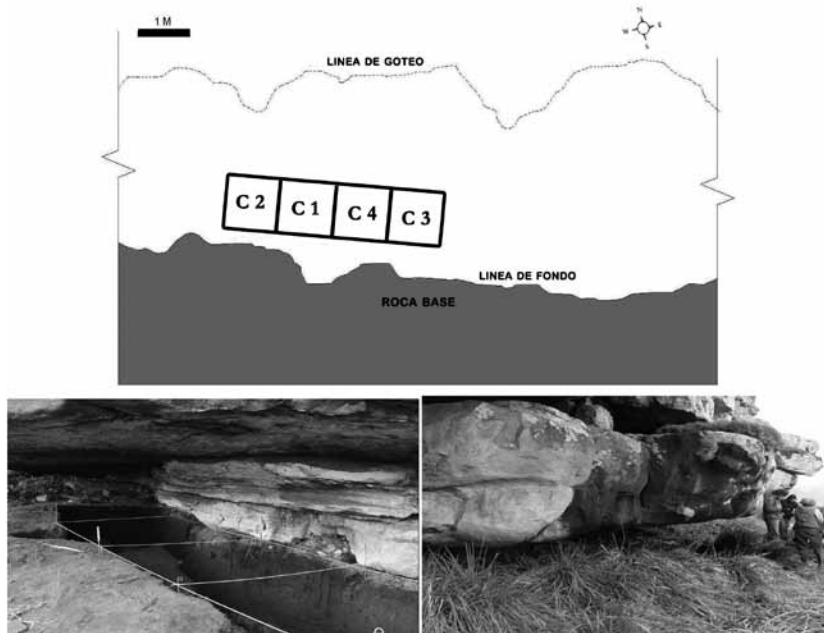 1 M
N
E
W
S
LINEA DE GOTEO
C 2
C 1
C 4
C 3
LINEA DE FONDO
ROCA BASE